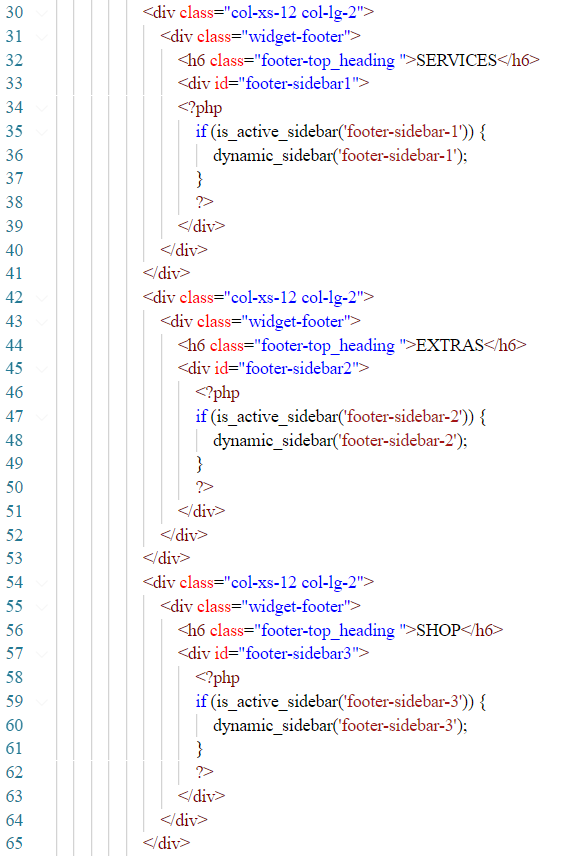 30 <div class="col-xs-12 col-lg-2">
31 <div class="widget-footer">
32 <h6 class="footer-top_heading ">SERVICES</h6>
33 <div id="footer-sidebar1">
34 <?php
35 if (is_active_sidebar('footer-sidebar-1')) {
36 dynamic_sidebar('footer-sidebar-1');
37 }
38 ?>
39 </div>
40 </div>
41 </div>
42 <div class="col-xs-12 col-lg-2">
43 <div class="widget-footer">
44 <h6 class="footer-top_heading ">EXTRAS</h6>
45 <div id="footer-sidebar2">
46 <?php
47 if (is_active_sidebar('footer-sidebar-2')) {
48 dynamic_sidebar('footer-sidebar-2');
49 }
50 ?>
51 </div>
52 </div>
53 </div>
54 <div class="col-xs-12 col-lg-2">
55 <div class="widget-footer">
56 <h6 class="footer-top_heading ">SHOP</h6>
57 <div id="footer-sidebar3">
58 <?php
59 if (is_active_sidebar('footer-sidebar-3')) {
60 dynamic_sidebar('footer-sidebar-3');
61 }
62 ?>
63 </div>
64 </div>
65 </div>